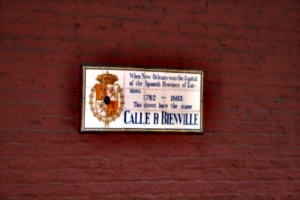 When New Orleans was the Capital
of the Spanish Province of Lui-
siana
1762 - 1803
This street bore the name
CALLE D BIENVILLE